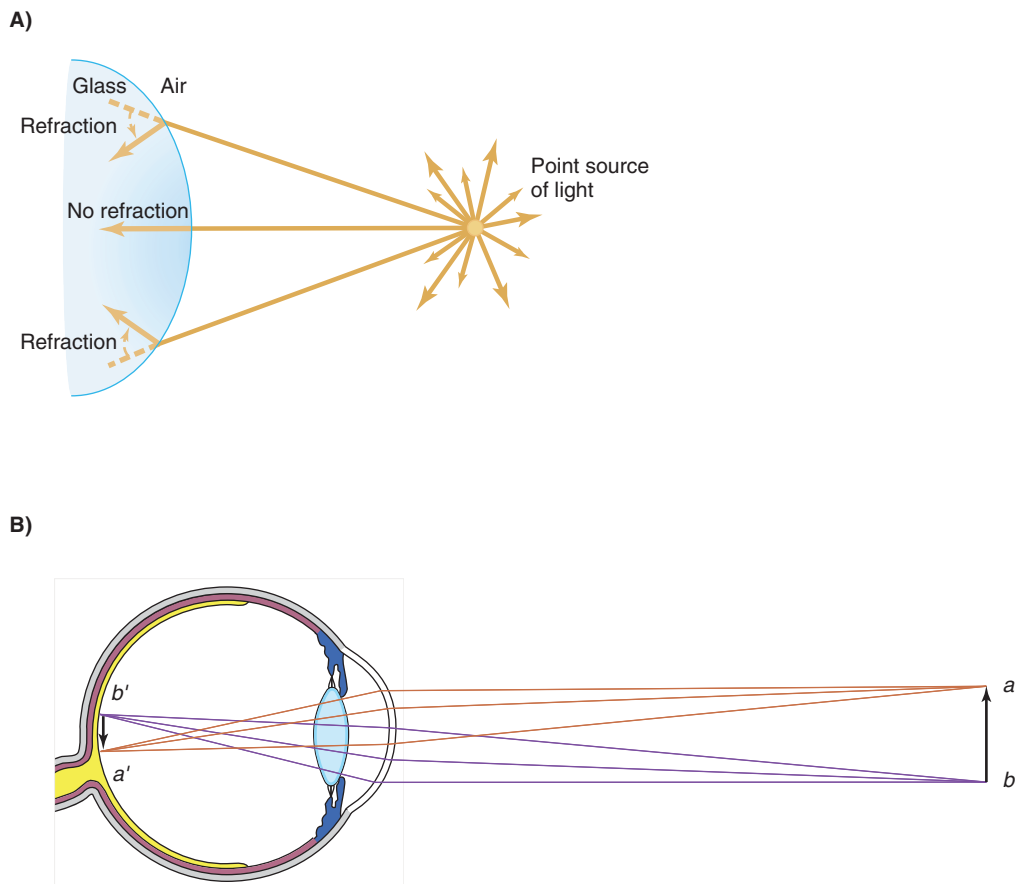 A)
Glass Air
Refraction
Point source
of light
No refraction
Refraction
B)
a
b'
a'
b